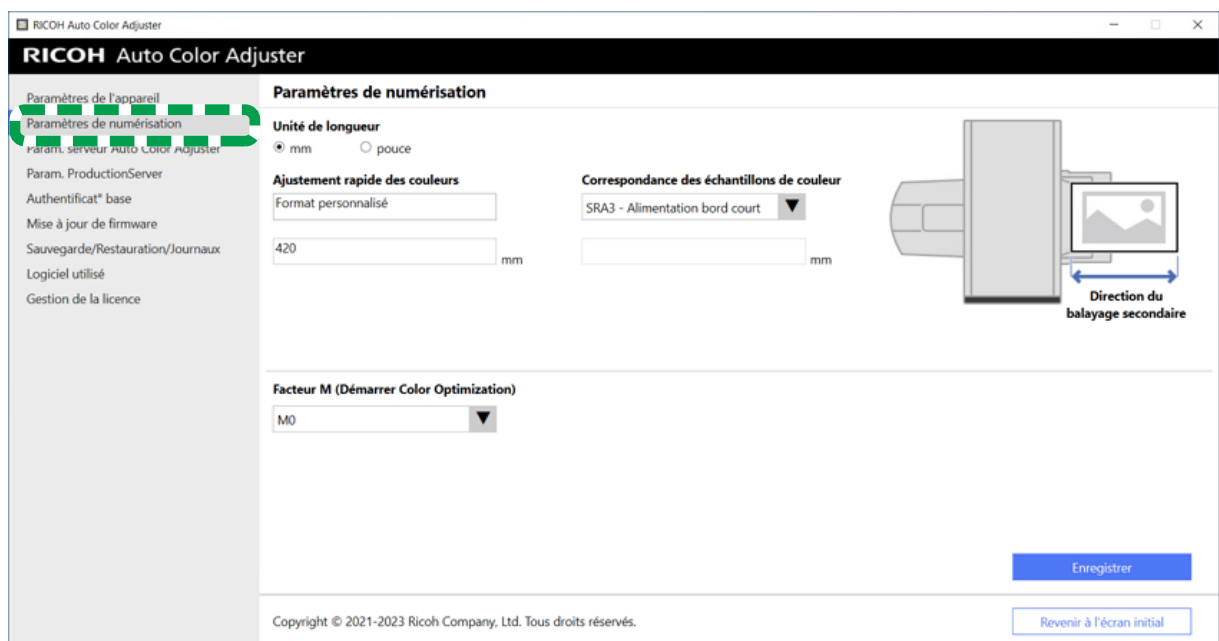 RICOH Auto Color Adjuster
RICOH Auto Color Adjuster
Paramètres de l'appareil
Paramètres de numérisation
Param. serveur Auto Color Adjuster
Param. ProductionServer
Authentificat° base
Mise à jour de firmware
Sauvegarde/Restauration/Journaux
Logiciel utilisé
Gestion de la licence
Paramètres de numérisation
Unité de longueur
mm pouce
Ajustement rapide des couleurs
Format personnalisé
420 mm
Correspondance des échantillons de couleur
SRA3 - Alimentation bord court
mm
Direction du
balayage secondaire
Facteur M (Démarrer Color Optimization)
M0
Enregistrer
Copyright © 2021-2023 Ricoh Company, Ltd. Tous droits réservés.
Revenir à l'écran initial